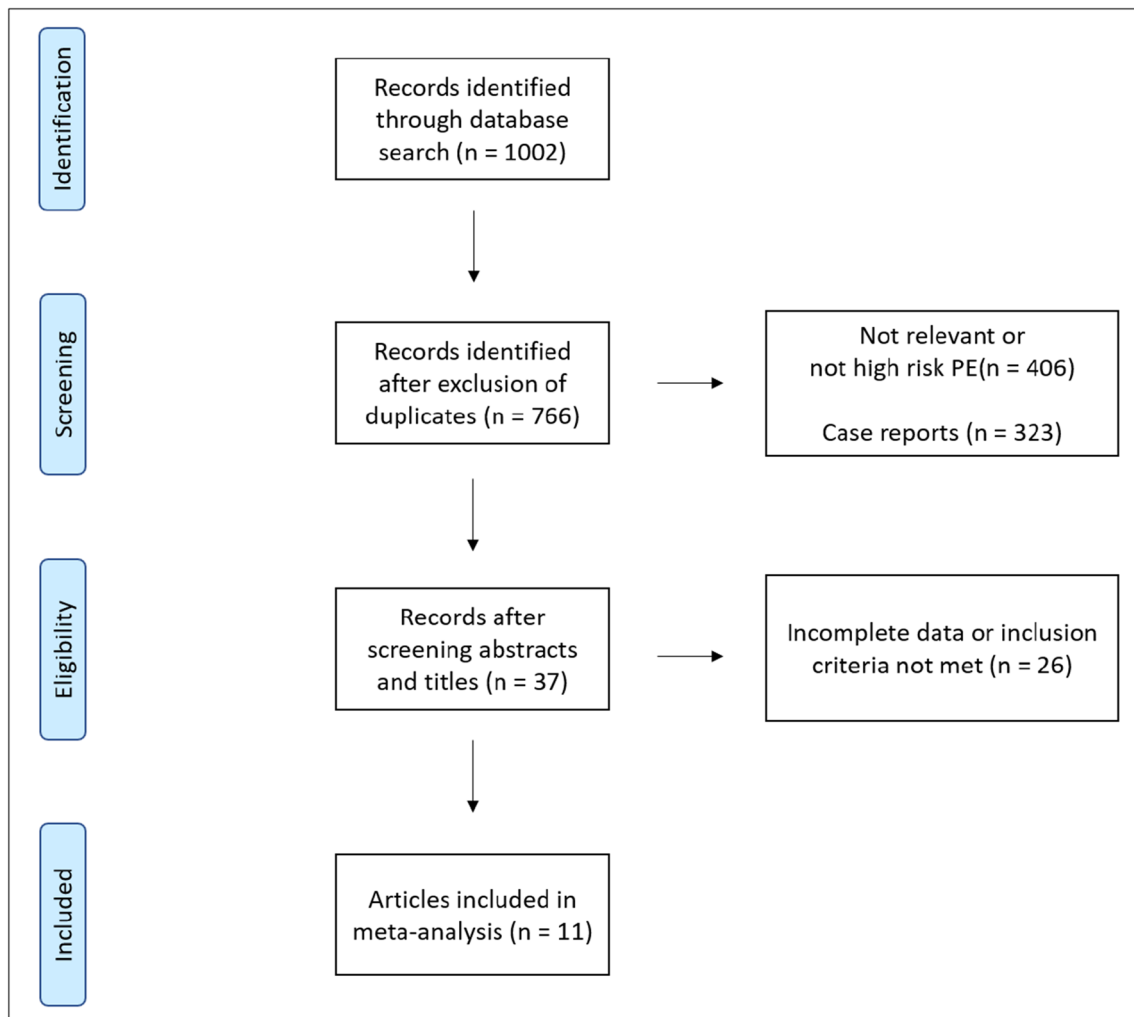 Identification
Records identified
through database
search (n = 1002)
Screening
Records identified
after exclusion of
duplicates (n = 766)
Not relevant or
not high risk PE(n = 406)
Case reports (n = 323)
Eligibility
Records after
screening abstracts
and titles (n = 37)
Incomplete data or inclusion
criteria not met (n = 26)
Included
Articles included in
meta-analysis (n = 11)